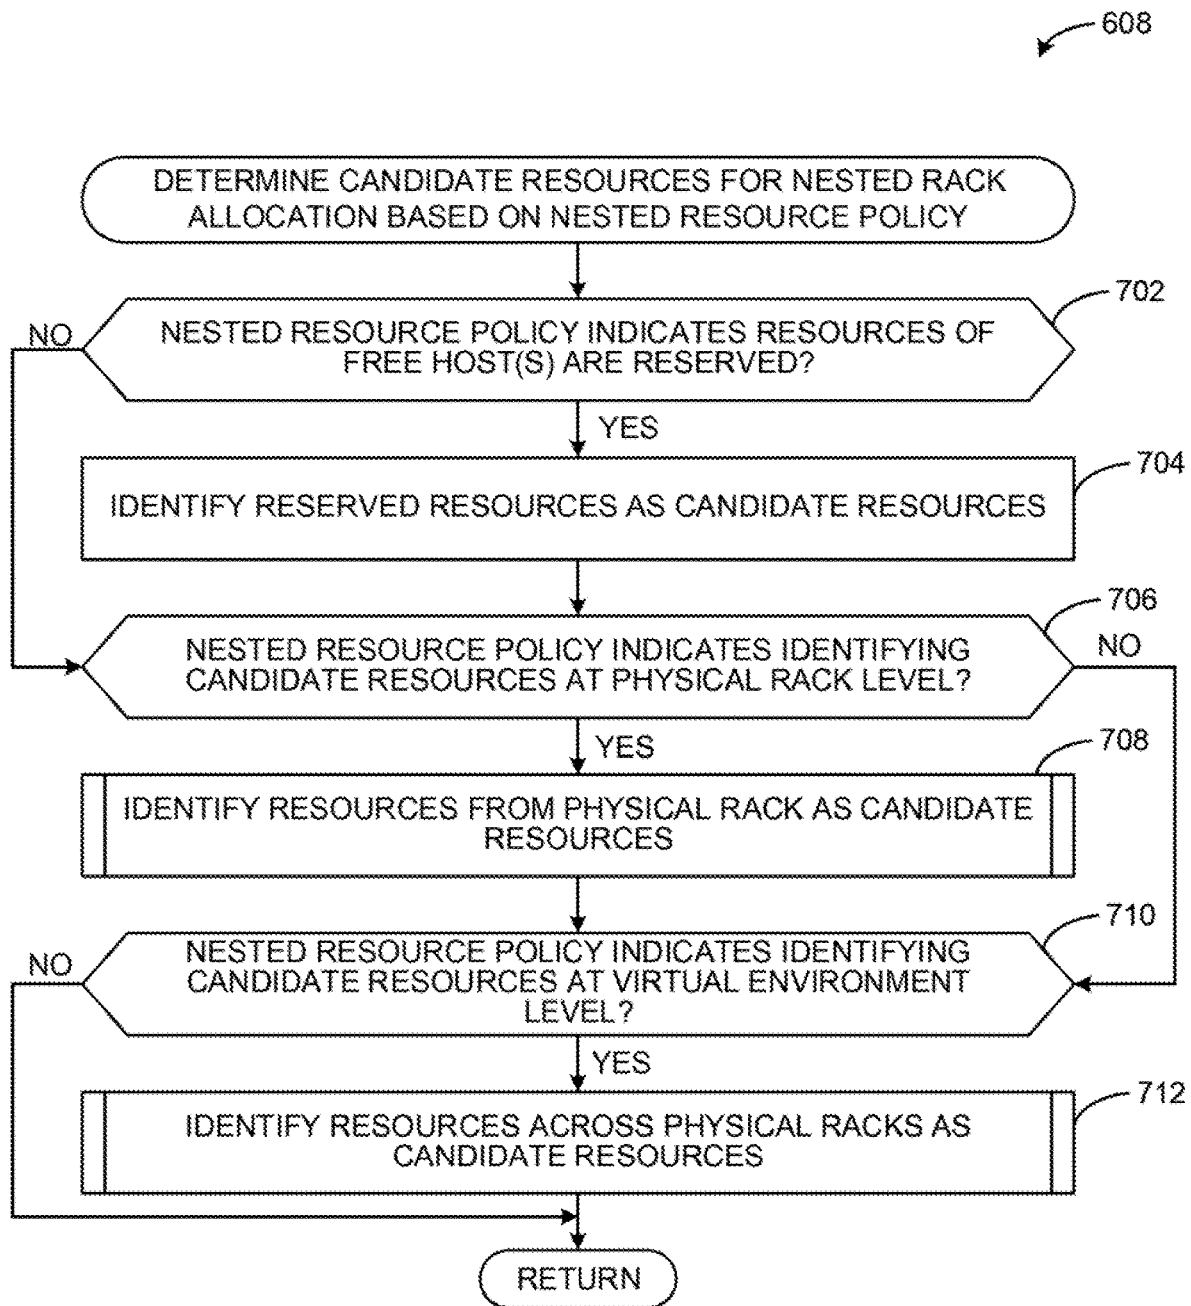 608
DETERMINE CANDIDATE RESOURCES FOR NESTED RACK
ALLOCATION BASED ON NESTED RESOURCE POLICY
702
NO
NESTED RESOURCE POLICY INDICATES RESOURCES OF
FREE HOST(S) ARE RESERVED?
YES
704
IDENTIFY RESERVED RESOURCES AS CANDIDATE RESOURCES
706
NESTED RESOURCE POLICY INDICATES IDENTIFYING
CANDIDATE RESOURCES AT PHYSICAL RACK LEVEL?
NO
YES
708
IDENTIFY RESOURCES FROM PHYSICAL RACK AS CANDIDATE
RESOURCES
710
NO
NESTED RESOURCE POLICY INDICATES IDENTIFYING
CANDIDATE RESOURCES AT VIRTUAL ENVIRONMENT
LEVEL?
YES
712
IDENTIFY RESOURCES ACROSS PHYSICAL RACKS AS
CANDIDATE RESOURCES
RETURN